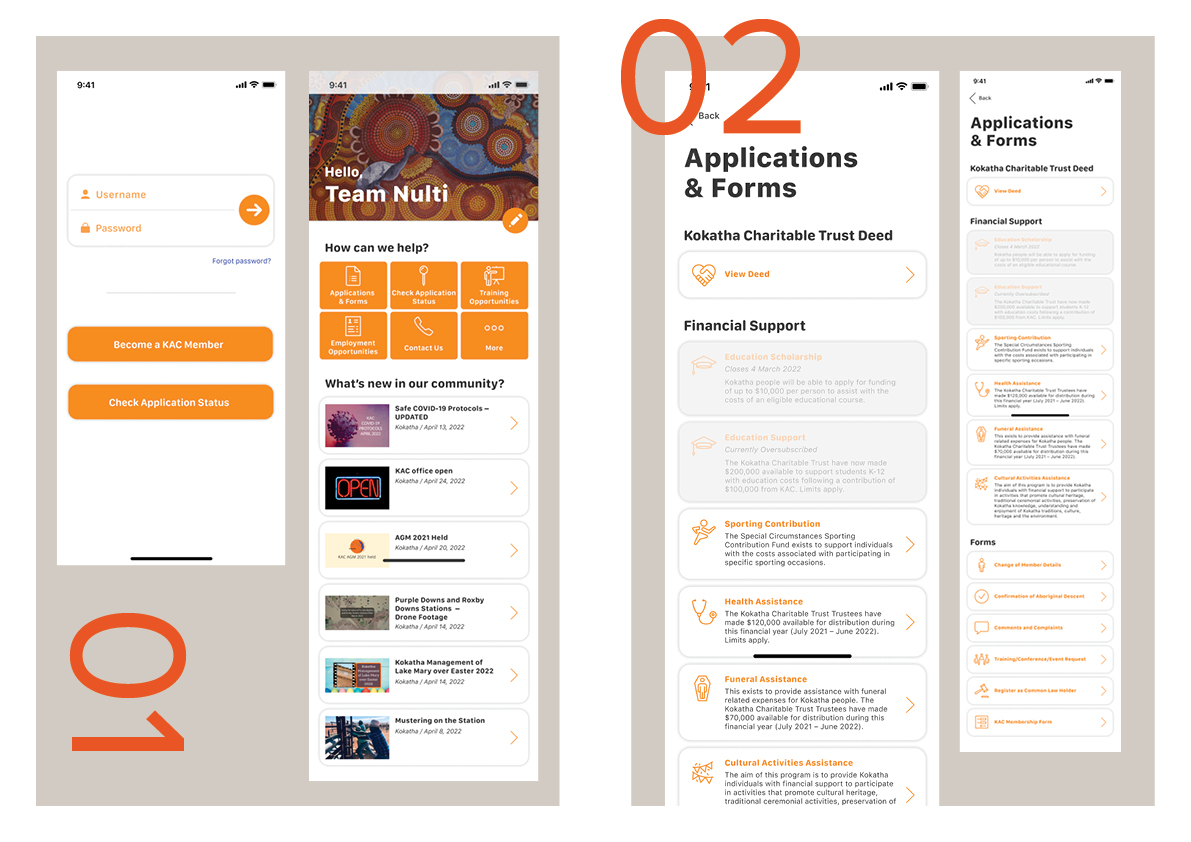 9:41
Username
Password
Forgot password?
Become a KAC Member
Check Application Status
01
9:41
Hello,
Team Nulti
How can we help?
Applications
& Forms
Check Application
Status
Training
Opportunities
Employment
Opportunities
Contact Us
More
What's new in our community?
KAC
COVID-19
PROTOCOLS
APRIL 2022
Safe COVID-19 Protocols –
UPDATED
Kokatha / April 13, 2022
OPEN
KAC office open
Kokatha / April 24, 2022
KAC AGM 2021 held
AGM 2021 Held
Kokatha / April 20, 2022
Purple Downs and Roxby
Downs Stations –
Drone Footage
Kokatha / April 14, 2022
Kokatha
Management of
Lake Mary
over Easter
2022
Kokatha Management of
Lake Mary over Easter 2022
Kokatha / April 14, 2022
Mustering on the Station
Kokatha / April 8, 2022
02
9:41
Back
Applications
& Forms
Kokatha Charitable Trust Deed
View Deed
Financial Support
Education Scholarship
Closes 4 March 2022
Kokatha people will be able to apply for funding
of up to $10,000 per person to assist with the
costs of an eligible educational course.
Education Support
Currently Oversubscribed
The Kokatha Charitable Trust have now made
$200,000 available to support students K-12
with education costs following a contribution of
$100,000 from KAC. Limits apply.
Sporting Contribution
The Special Circumstances Sporting
Contribution Fund exists to support individuals
with the costs associated with participating in
specific sporting occasions.
Health Assistance
The Kokatha Charitable Trust Trustees have
made $120,000 available for distribution during
this financial year (July 2021 – June 2022).
Limits apply.
Funeral Assistance
This exists to provide assistance with funeral
related expenses for Kokatha people. The
Kokatha Charitable Trust Trustees have made
$70,000 available for distribution during this
financial year (July 2021 – June 2022).
Cultural Activities Assistance
The aim of this program is to provide Kokatha
individuals with financial support to participate
in activities that promote cultural heritage,
traditional ceremonial activities, preservation of
9:41
Back
Applications
& Forms
Kokatha Charitable Trust Deed
View Deed
Financial Support
Education Scholarship
Closes 4 March 2022
Kokatha people will be able to apply for funding
of up to $10,000 per person to assist with the
costs of an eligible educational course.
Education Support
Currently Oversubscribed
The Kokatha Charitable Trust have now made
$200,000 available to support students K-12
with education costs following a contribution of
$100,000 from KAC. Limits apply.
Sporting Contribution
The Special Circumstances Sporting
Contribution Fund exists to support individuals
with the costs associated with participating in
specific sporting occasions.
Health Assistance
The Kokatha Charitable Trust Trustees have
made $120,000 available for distribution during
this financial year (July 2021 – June 2022).
Limits apply.
Funeral Assistance
This exists to provide assistance with funeral
related expenses for Kokatha people. The
Kokatha Charitable Trust Trustees have made
$70,000 available for distribution during this
financial year (July 2021 – June 2022).
Cultural Activities Assistance
The aim of this program is to provide Kokatha
individuals with financial support to participate
in activities that promote cultural heritage,
traditional ceremonial activities, preservation of
Kokatha knowledge, understanding and
enjoyment of Kokatha traditions, culture,
heritage and the environment.
Forms
Change of Member Details
Confirmation of Aboriginal Descent
Comments and Complaints
Training/Conference/Event Request
Register as Common Law Holder
KAC Membership Form